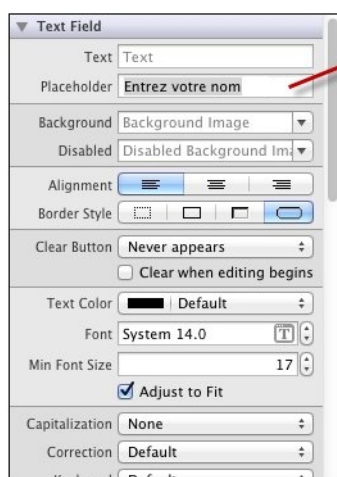 Text Field
Text Text
Placeholder Entrez votre nom
Background Background Image
Disabled Disabled Background
Alignment
Border Style
Clear Button Never appears
Clear when editing begins
Text Color Default
Font System 14.0 T
Min Font Size 17
Adjust to Fit
Capitalization None
Correction Default